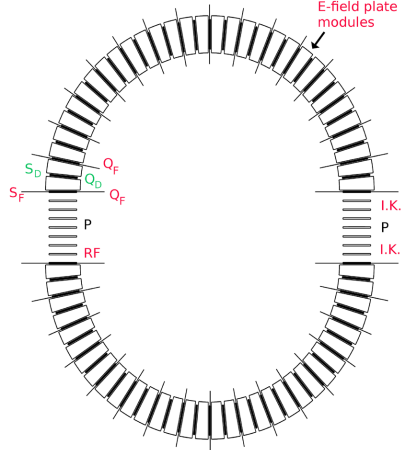 E-field plate
modules
S_D
Q_F
Q_D
S_F
Q_F
P
RF
I.K.
P
I.K.